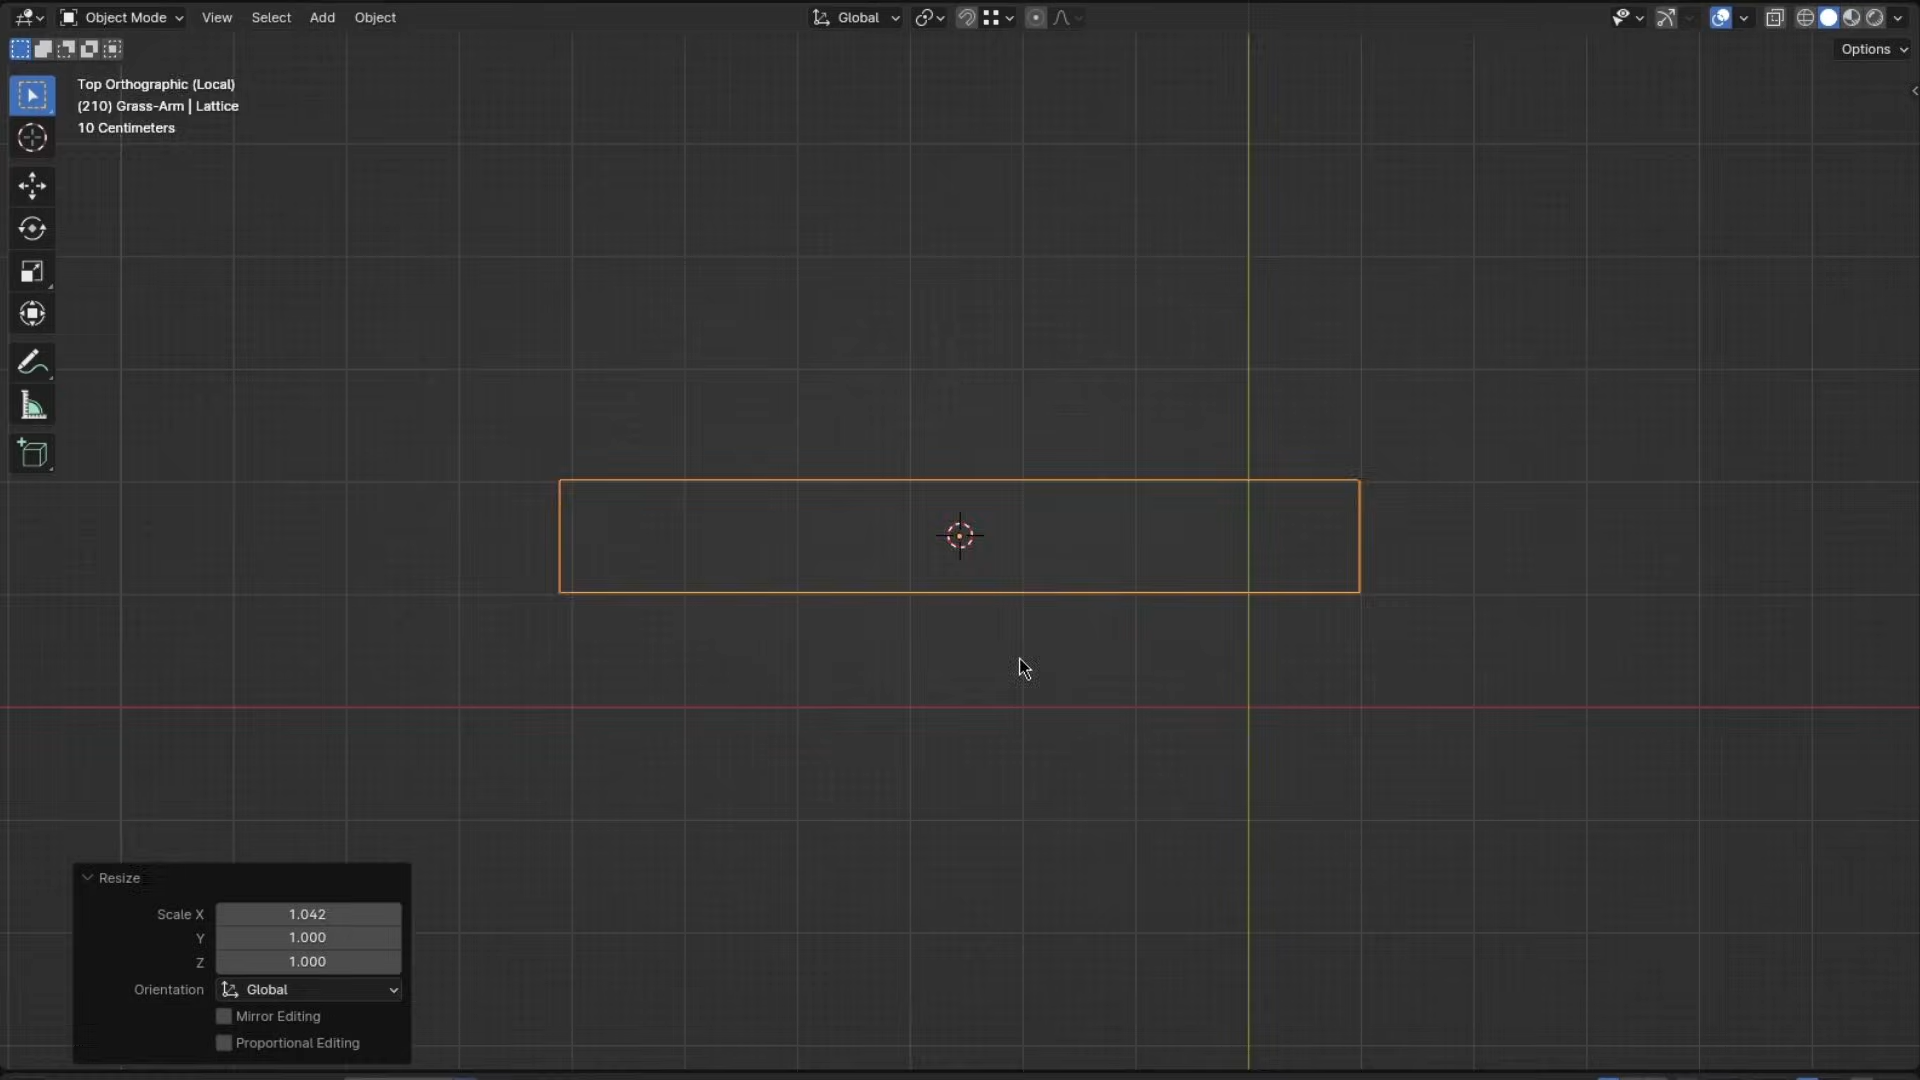 Object Mode View Select Add Object Global
Options
Top Orthographic (Local)
(210) Grass-Arm | Lattice
10 Centimeters
Resize
Scale X 1.042
Y 1.000
Z 1.000
Orientation Global
Mirror Editing
Proportional Editing